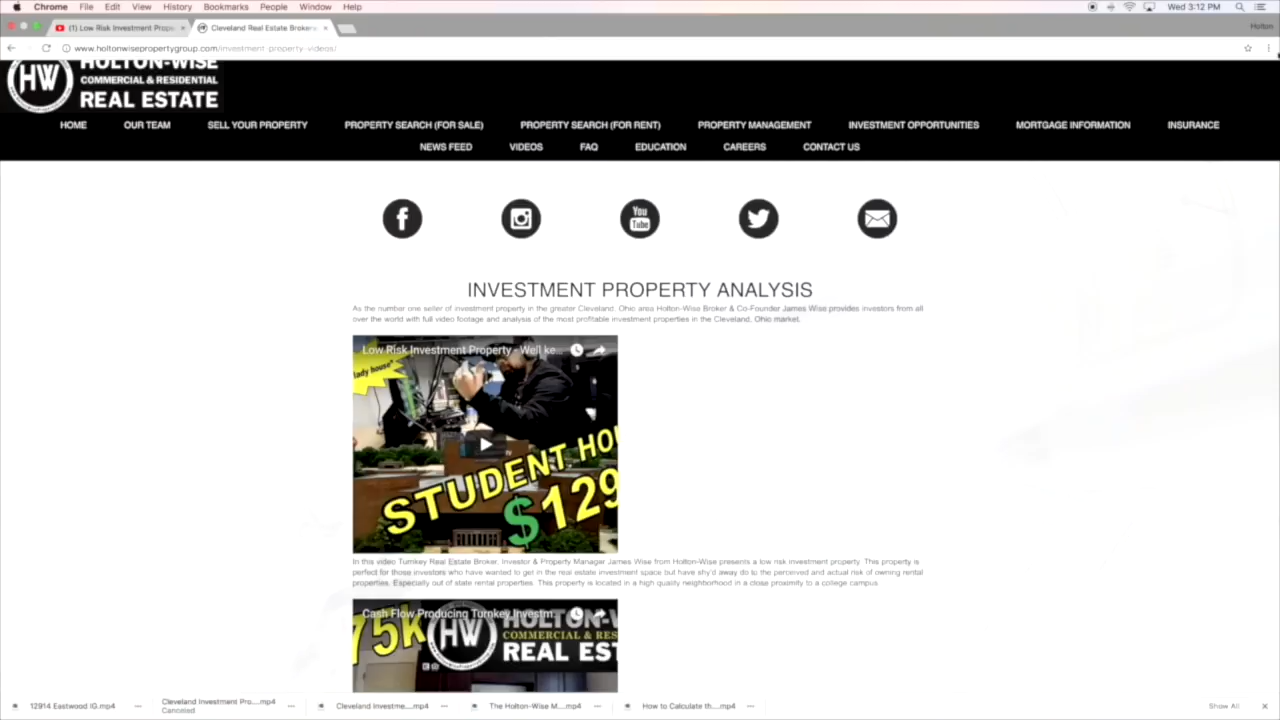 Chrome File Edit View History Bookmarks People Window Help Wed 3:12 PM
(1) Low Risk Investment Prope Cleveland Real Estate Brokers Holton
www.holtonwisepropertygroup.com/investment-property-videos/
HW HOLTON-WISE
COMMERCIAL & RESIDENTIAL
REAL ESTATE
HOME OUR TEAM SELL YOUR PROPERTY PROPERTY SEARCH (FOR SALE) PROPERTY SEARCH (FOR RENT) PROPERTY MANAGEMENT INVESTMENT OPPORTUNITIES MORTGAGE INFORMATION INSURANCE
NEWS FEED VIDEOS FAQ EDUCATION CAREERS CONTACT US
You Tube
INVESTMENT PROPERTY ANALYSIS
As the number one seller of investment property in the greater Cleveland, Ohio area Holton-Wise Broker & Co-Founder James Wise provides investors from all
over the world with full video footage and analysis of the most profitable investment properties in the Cleveland, Ohio market.
Low Risk Investment Property - Well ke...
lady house"
STUDENT HOU
$129
In this video Turnkey Real Estate Broker, Investor & Property Manager James Wise from Holton-Wise presents a low risk investment property. This property is
perfect for those investors who have wanted to get in the real estate investment space but have shy'd away do to the perceived and actual risk of owning rental
properties. Especially out of state rental properties. This property is located in a high quality neighborhood in a close proximity to a college campus
Cash Flow Producing Turnkey Investm...
75k HW HOLTON-W
COMMERCIAL & RES
REAL EST
12914 Eastwood IG.mp4 Cleveland Investment Pro....mp4 Cleveland Investme....mp4 The Holton-Wise M....mp4 How to Calculate th....mp4 Show All
Canceled